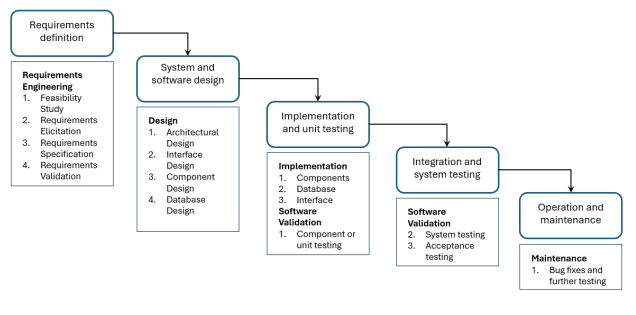 Requirements
definition
Requirements
Engineering
1. Feasibility
Study
2. Requirements
Elicitation
3. Requirements
Specification
4. Requirements
Validation
System and
software design
Design
1. Architectural
Design
2. Interface
Design
3. Component
Design
4. Database
Design
Implementation
and unit testing
Implementation
1. Components
2. Database
3. Interface
Software
Validation
1. Component or
unit testing
Integration and
system testing
Software
Validation
2. System testing
3. Acceptance
testing
Operation and
maintenance
Maintenance
1. Bug fixes and
further testing